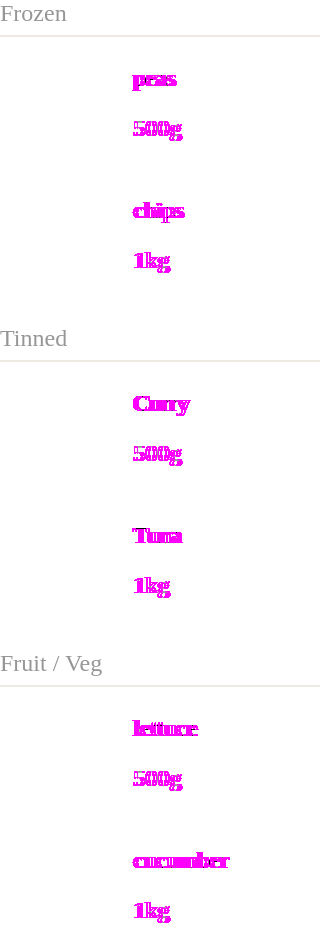 Frozen
peas
500g
chips
1kg
Tinned
Curry
500g
Tuna
1kg
Fruit / Veg
lettuce
500g
cucumber
1kg